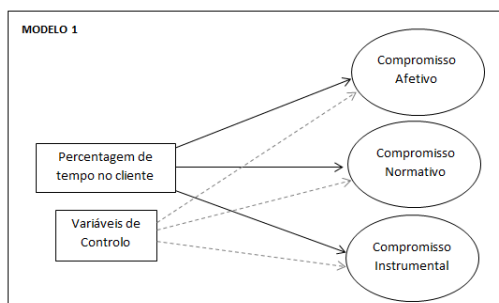 MODELO 1
Compromisso
Afetivo
Percentagem de
tempo no cliente
Compromisso
Normativo
Variáveis de
Controlo
Compromisso
Instrumental